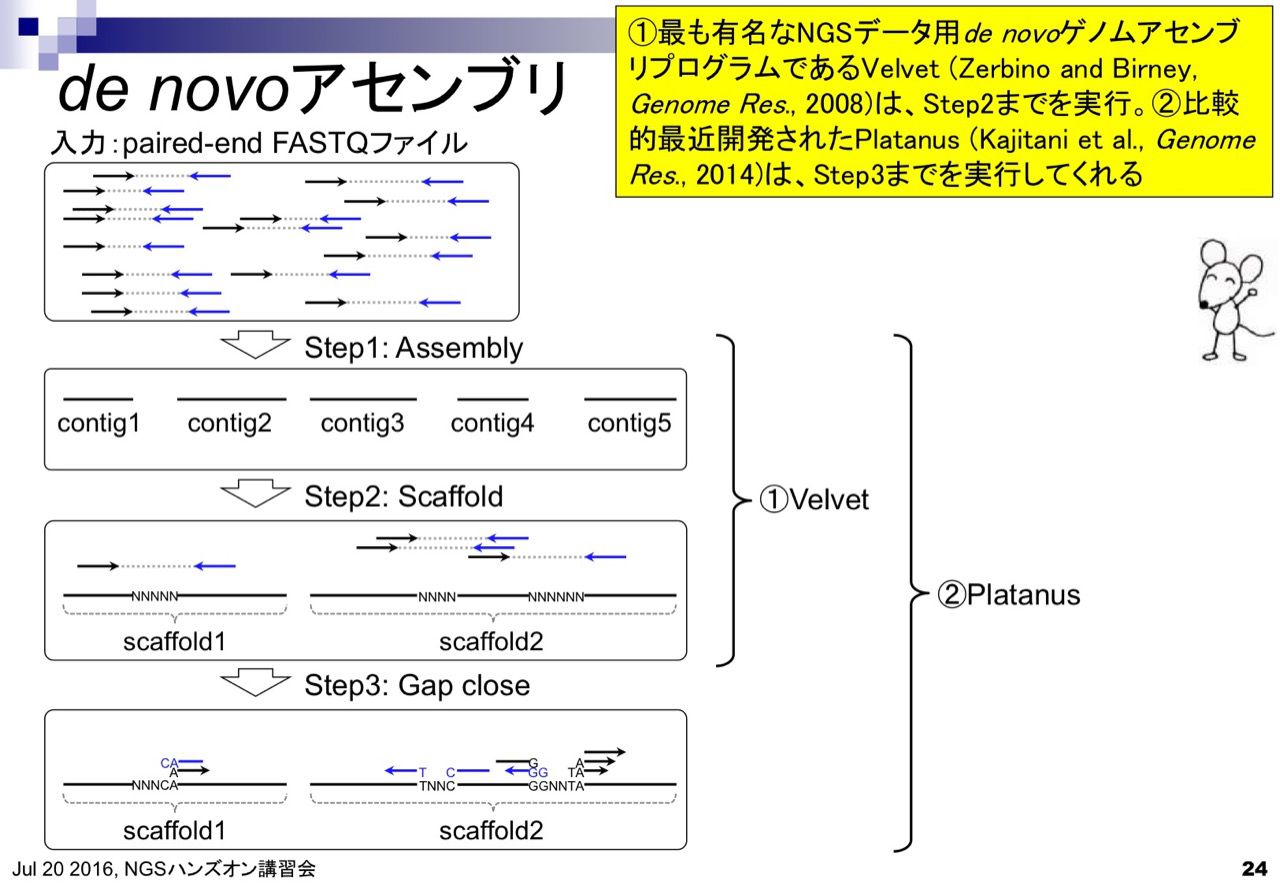 ①最も有名なNGSデータ用de novoゲノムアセンブ
リプログラムであるVelvet (Zerbino and Birney,
Genome Res., 2008)は、Step2までを実行。②比較
的最近開発されたPlatanus (Kajitani et al., Genome
Res., 2014)は、Step3までを実行してくれる
de novoアセンブリ
入力：paired-end FASTQファイル
Step1: Assembly
contig1 contig2 contig3 contig4 contig5
Step2: Scaffold
①Velvet
NNNNN NNNN NNNNNN
scaffold1 scaffold2
②Platanus
Step3: Gap close
CA G A
A T C GG TA
NNNCA TNNC GGNNTA
scaffold1 scaffold2
Jul 20 2016, NGSハンズオン講習会
24